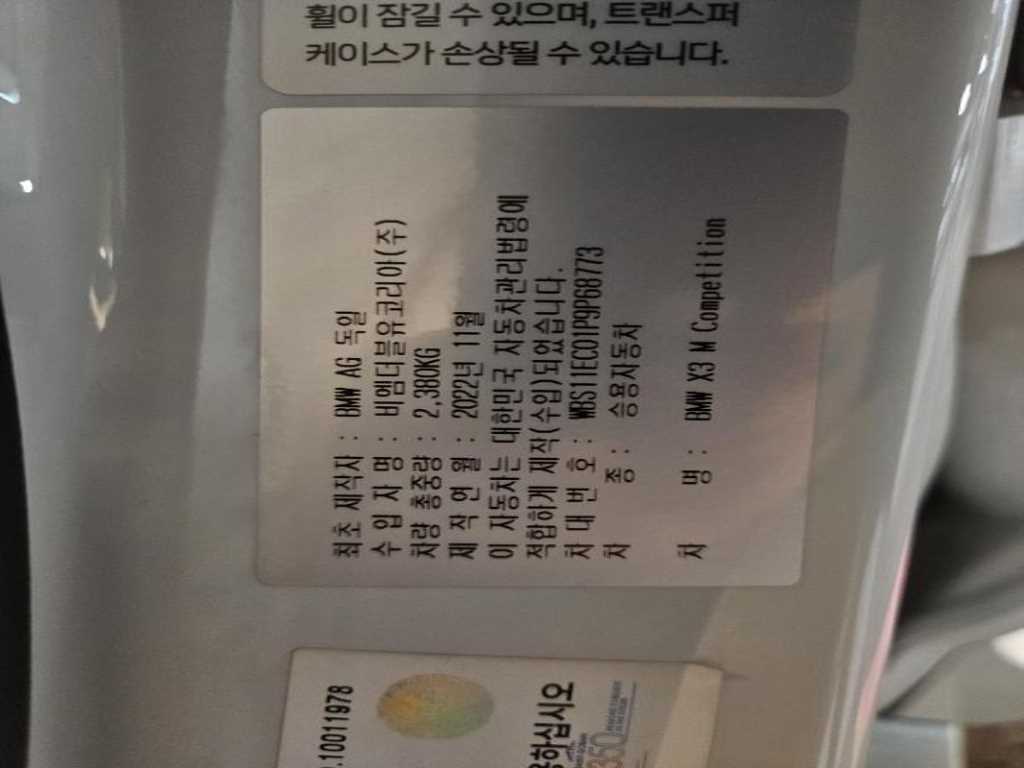 휠이 잠길 수 있으며, 트랜스퍼
케이스가 손상될 수 있습니다.
최초 제작자 : BMW AG 독일
수 입 자 명 : 비엠더블유코리아(주)
차량 총중량 : 2,380KG
제 작 연 월 : 2022년 11월
이 자동차는 대한민국 자동차관리법령에
적합하게 제작(수입)되었습니다.
차 대 번 호 : WBS11EC01P9P68773
차 종 : 승용자동차
차 명 : BMW X3 M Competition
.10011978
하십시오
350